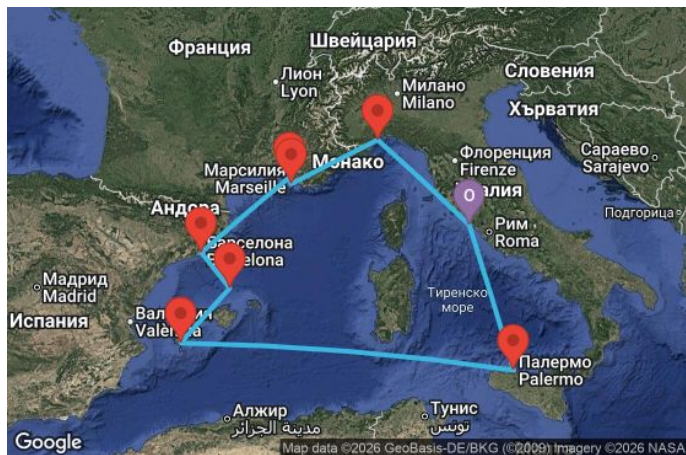 Швейцария
Франция
Словения
Лион
Lyon
Милано
Milano
Хърватия
Сараево
Sarajevo
Марсилия
Marseille
Монако
Флоренция
Firenze
Андора
Подгорица
O
Рим
Roma
Мадрид
Madrid
Тиренско
море
Испания
València
Палермо
Palermo
Алжир
مدينة الجزائر
Тунис
تونس
Google
Map data ©2026 GeoBasis-DE/BKG (©2009) Imagery ©2026 NASA